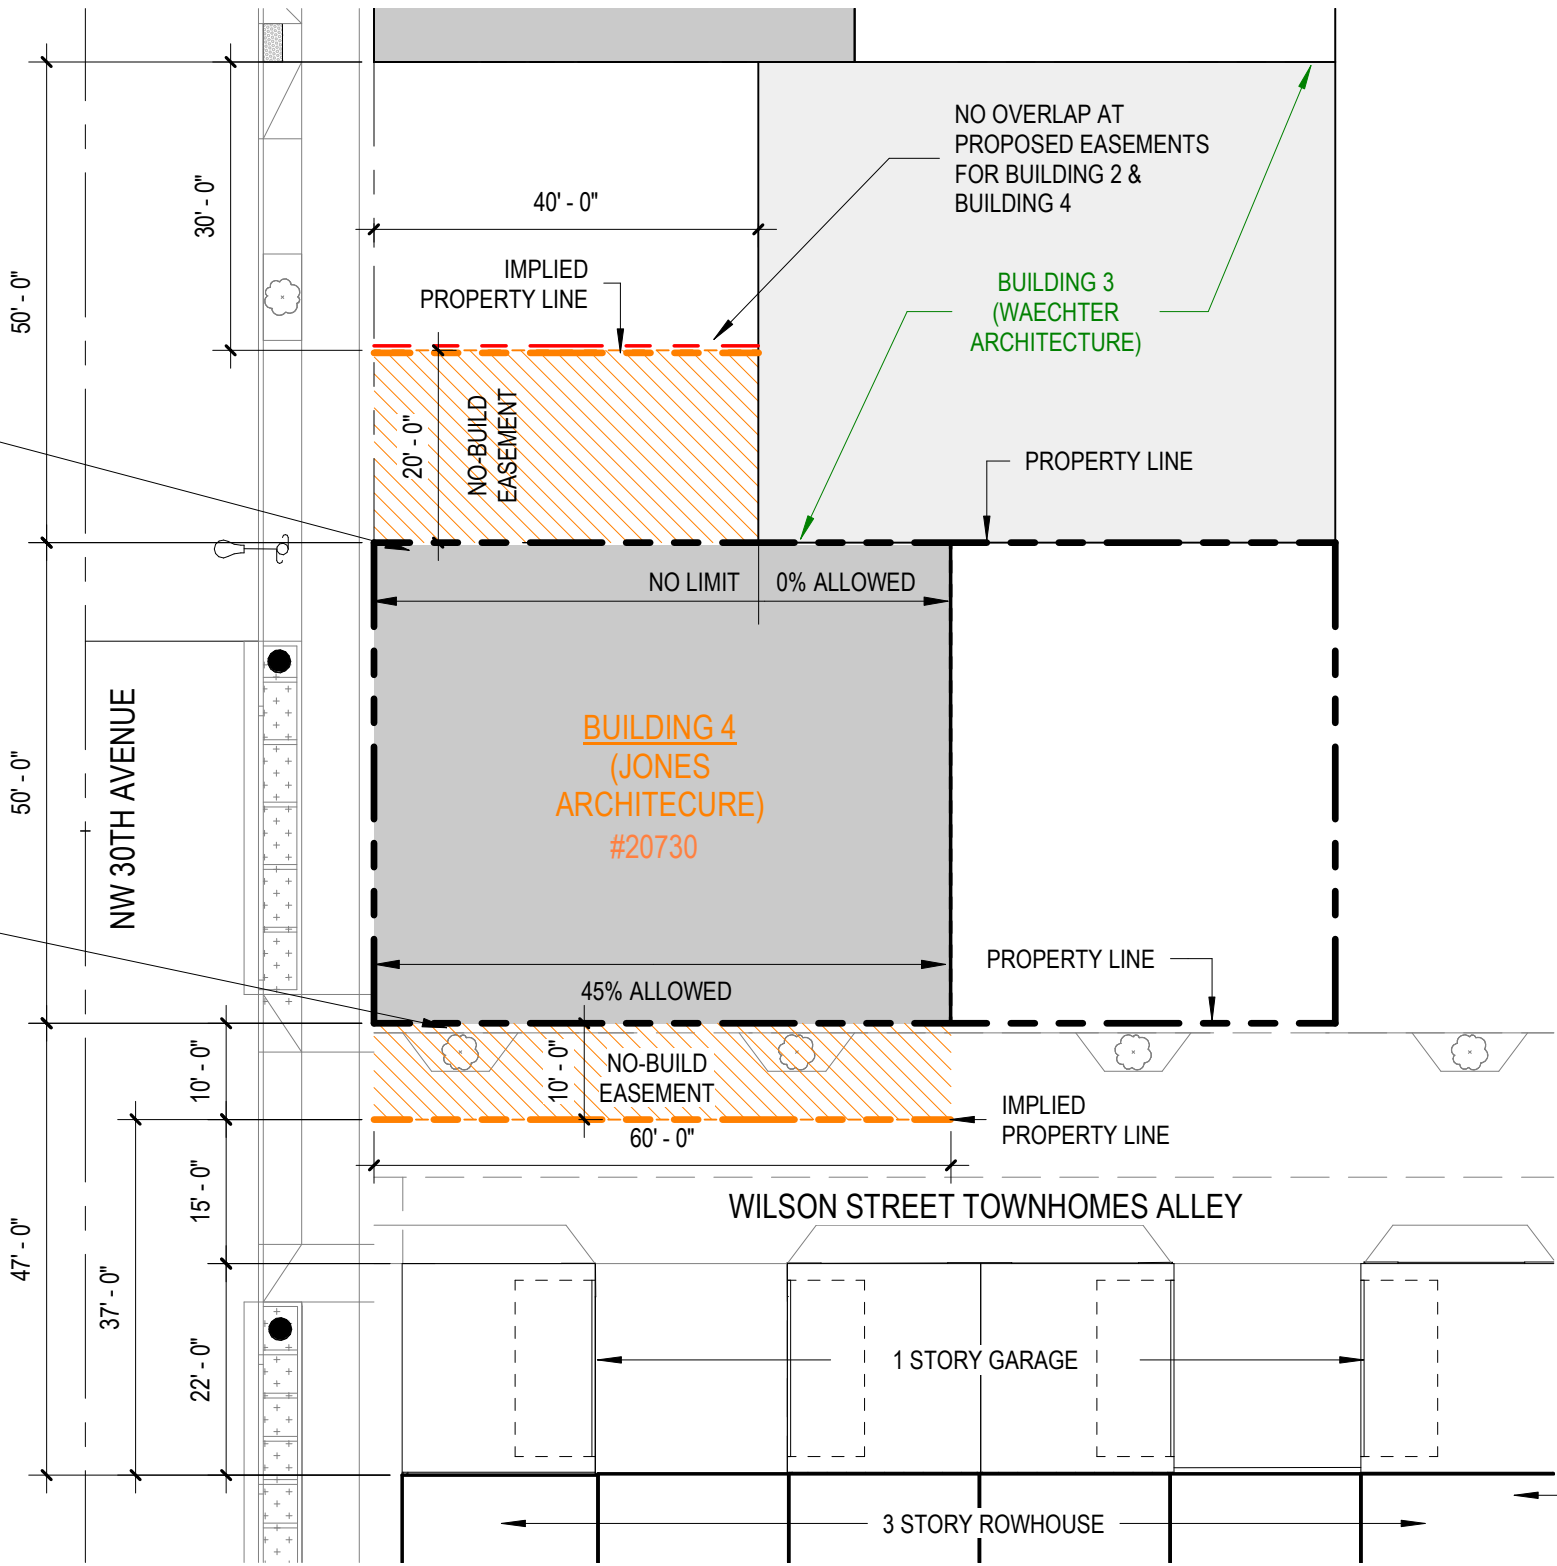 NO OVERLAP AT
PROPOSED EASEMENTS
FOR BUILDING 2 &
BUILDING 4
30' - 0"
40' - 0"
50' - 0"
IMPLIED
PROPERTY LINE
BUILDING 3
(WAECHTER
ARCHITECTURE)
20' - 0"
NO-BUILD
EASEMENT
PROPERTY LINE
NO LIMIT
0% ALLOWED
50' - 0"
NW 30TH AVENUE
BUILDING 4
(JONES
ARCHITECURE)
#20730
PROPERTY LINE
45% ALLOWED
10' - 0"
10' - 0"
NO-BUILD
EASEMENT
IMPLIED
PROPERTY LINE
60' - 0"
15' - 0"
WILSON STREET TOWNHOMES ALLEY
47' - 0"
37' - 0"
22' - 0"
1 STORY GARAGE
3 STORY ROWHOUSE